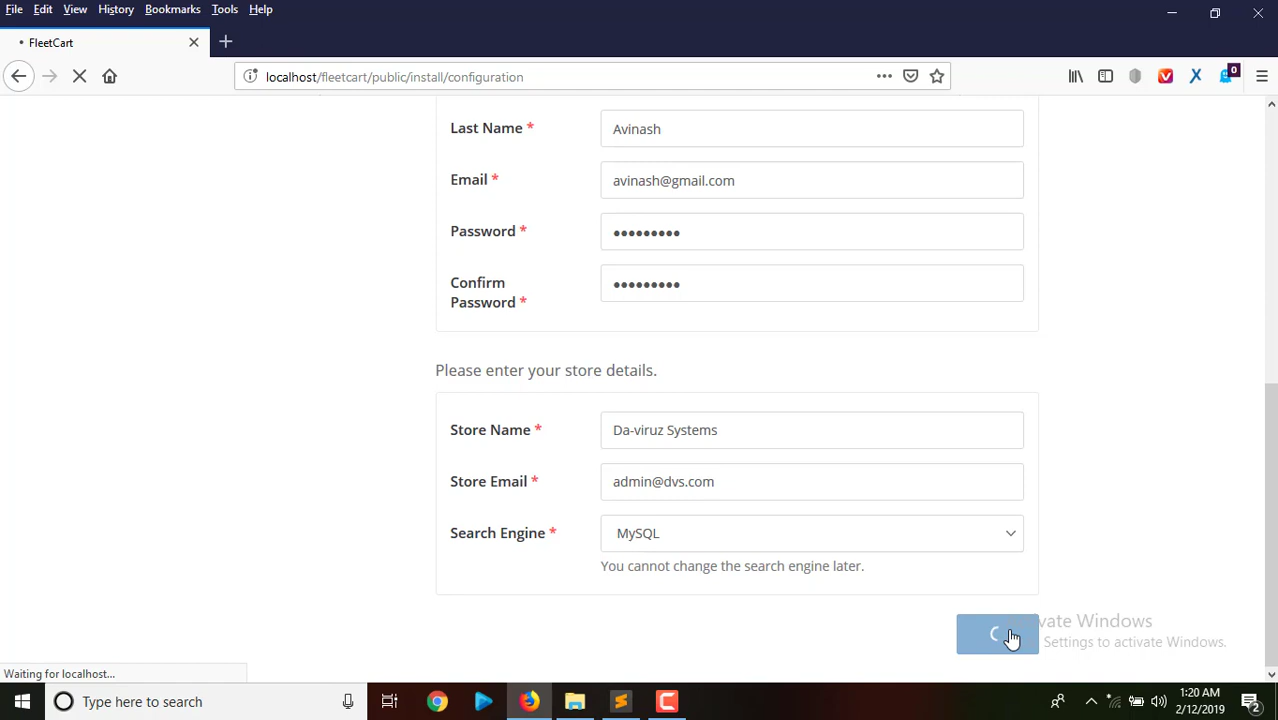 File Edit View History Bookmarks Tools Help
• FleetCart
localhost/fleetcart/public/install/configuration
0
Last Name * Avinash
Email * avinash@gmail.com
Password * •••••••••
Confirm
Password * •••••••••
Please enter your store details.
Store Name * Da-viruz Systems
Store Email * admin@dvs.com
Search Engine * MySQL
You cannot change the search engine later.
vate Windows
Settings to activate Windows.
Waiting for localhost...
Type here to search
1:20 AM
2/12/2019
2